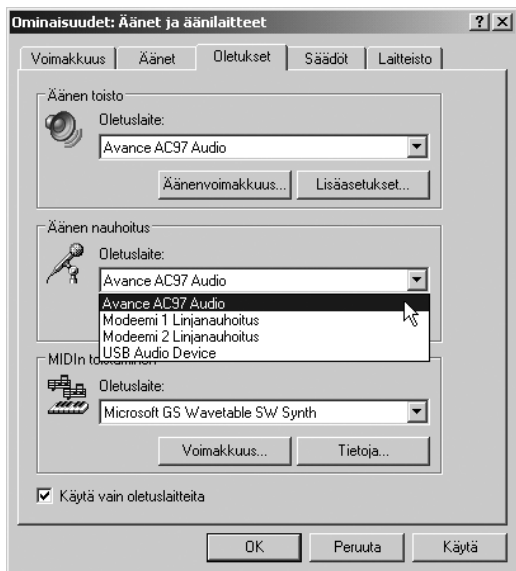 Ominaisuudet: Äänet ja äänilaitteet
Voimakkuus Äänet Oletukset Säädöt Laitteisto
Äänen toisto
Oletuslaite:
Avance AC97 Audio
Äänenvoimakkuus... Lisäasetukset...
Äänen nauhoitus
Oletuslaite:
Avance AC97 Audio
Avance AC97 Audio
Modeemi 1 Linjanauhoitus
Modeemi 2 Linjanauhoitus
USB Audio Device
MIDIn
Oletuslaite:
Microsoft GS Wavetable SW Synth
Voimakkuus... Tietoja...
Käytä vain oletuslaitteita
OK Peruuta Käytä